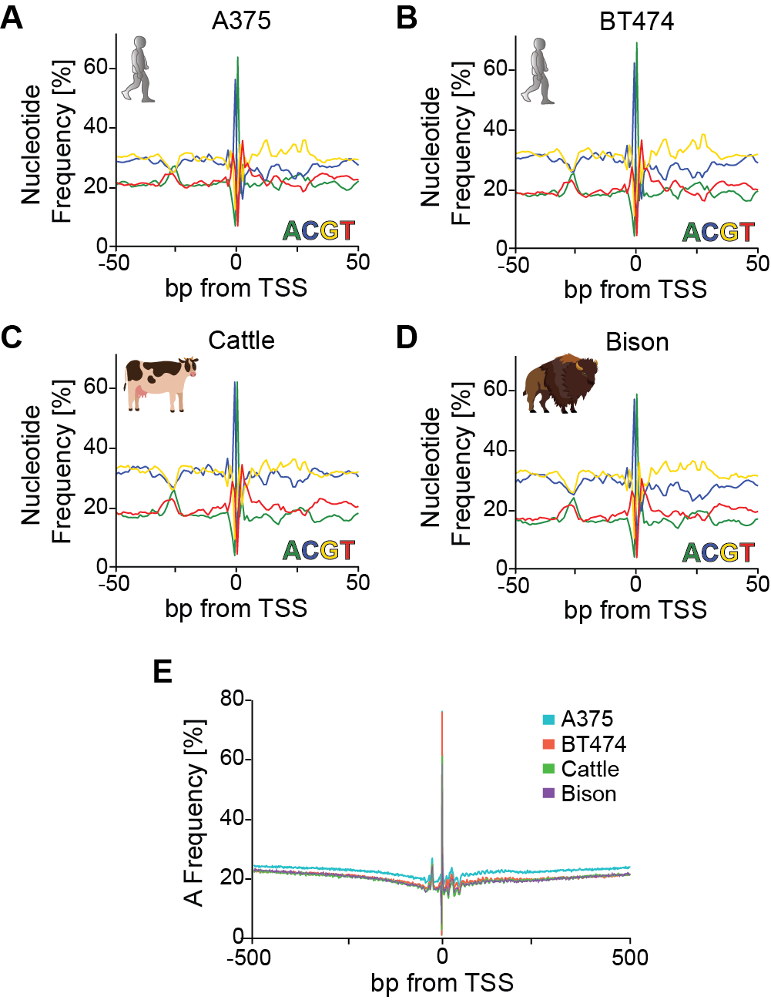 A
A375
Nucleotide
Frequency [%]
60
40
20
0
-50
0
50
ACGT
bp from TSS
B
BT474
Nucleotide
Frequency [%]
60
40
20
0
-50
0
50
ACGT
bp from TSS
C
Cattle
Nucleotide
Frequency [%]
60
40
20
0
-50
0
50
ACGT
bp from TSS
D
Bison
Nucleotide
Frequency [%]
60
40
20
0
-50
0
50
ACGT
bp from TSS
E
A Frequency [%]
80
60
40
20
0
-500
0
500
bp from TSS
A375
BT474
Cattle
Bison